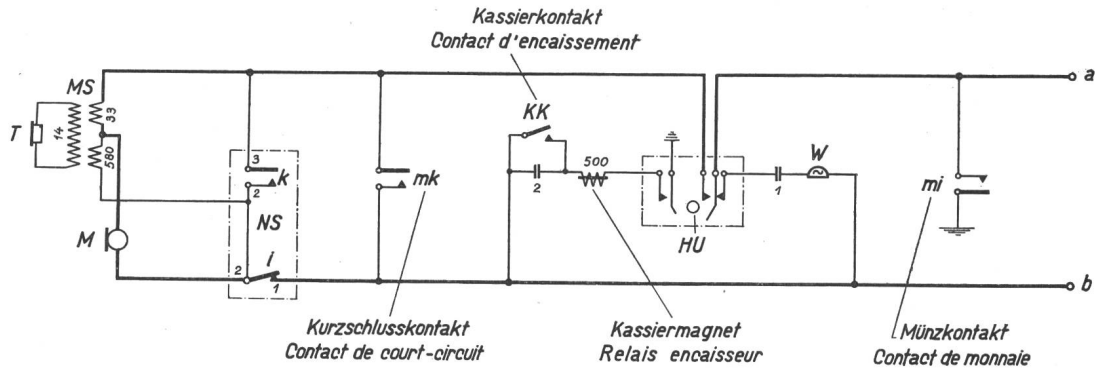 Kassierkontakt
Contact d'encaissement
MS
33
T
14
580
KK
a
3
k
2
500
W
2
mk
1
mi
NS
M
HU
2
i
1
b
Kurzschlusskontakt
Contact de court-circuit
Kassiermagnet
Relais encaisseur
Münzkontakt
Contact de monnaie